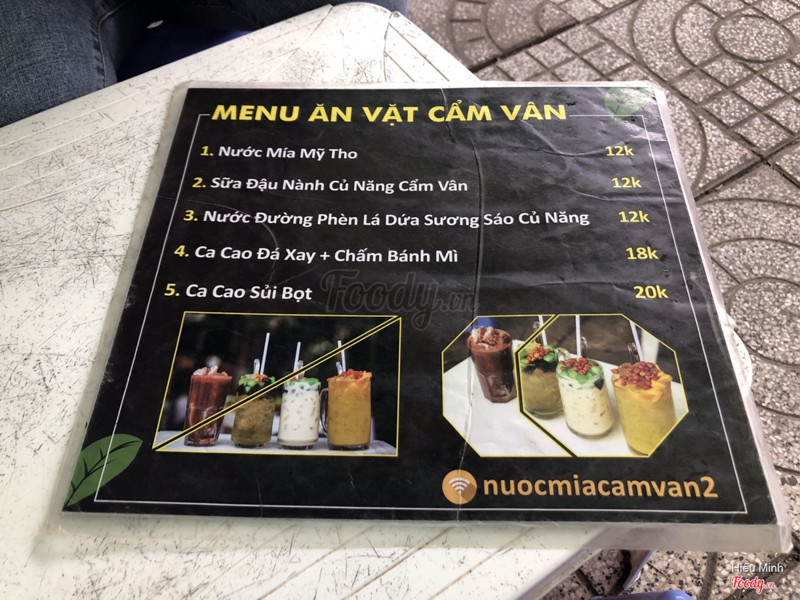 MENU ĂN VẶT CẨM VÂN
1. Nước Mía Mỹ Tho 12k
2. Sữa Đậu Nành Củ Năng Cẩm Vân 12k
3. Nước Đường Phèn Lá Dứa Sương Sáo Củ Năng 12k
4. Ca Cao Đá Xay + Chấm Bánh Mì 18k
5. Ca Cao Sủi Bọt 20k
Foody.vn
nuocmiacamvan2
Hiếu Minh
Foody.vn